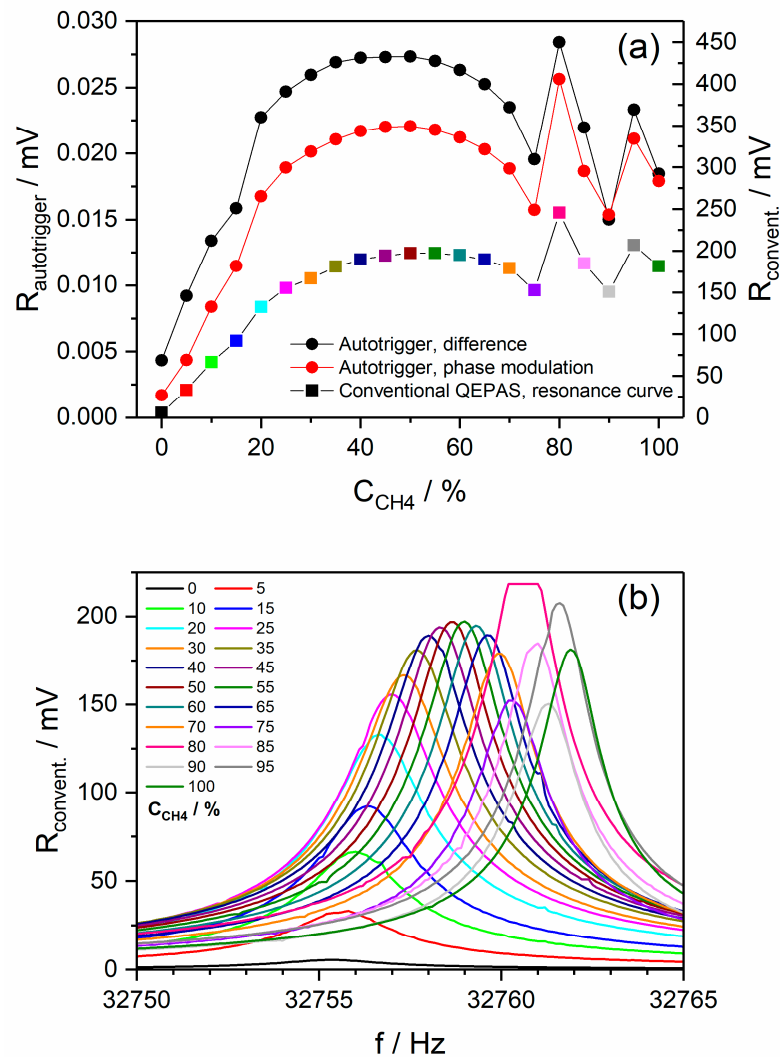 (a)
0.030
0.025
0.020
0.015
0.010
0.005
0.000
R_autotrigger / mV
450
400
350
300
250
200
150
100
50
0
R_convent. / mV
Autotrigger, difference
Autotrigger, phase modulation
Conventional QEPAS, resonance curve
0 20 40 60 80 100
C_CH4 / %
(b)
200
150
100
50
0
R_convent. / mV
0 5
10 15
20 25
30 35
40 45
50 55
60 65
70 75
80 85
90 95
100
C_CH4 / %
32750 32755 32760 32765
f / Hz